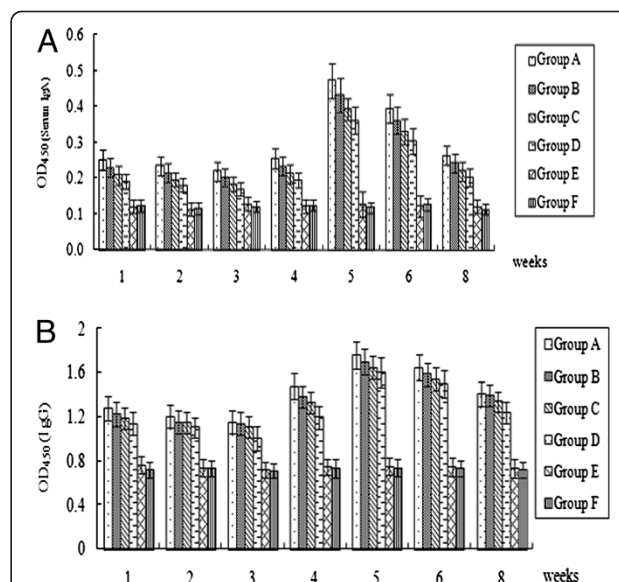 A
0.6
0.5
0.4
0.3
0.2
0.1
0.0
OD450 (Serum IgA)
1 2 3 4 5 6 8
weeks
Group A
Group B
Group C
Group D
Group E
Group F
B
2
1.6
1.2
0.8
0.4
0
OD450 (IgG)
1 2 3 4 5 6 8
weeks
Group A
Group B
Group C
Group D
Group E
Group F